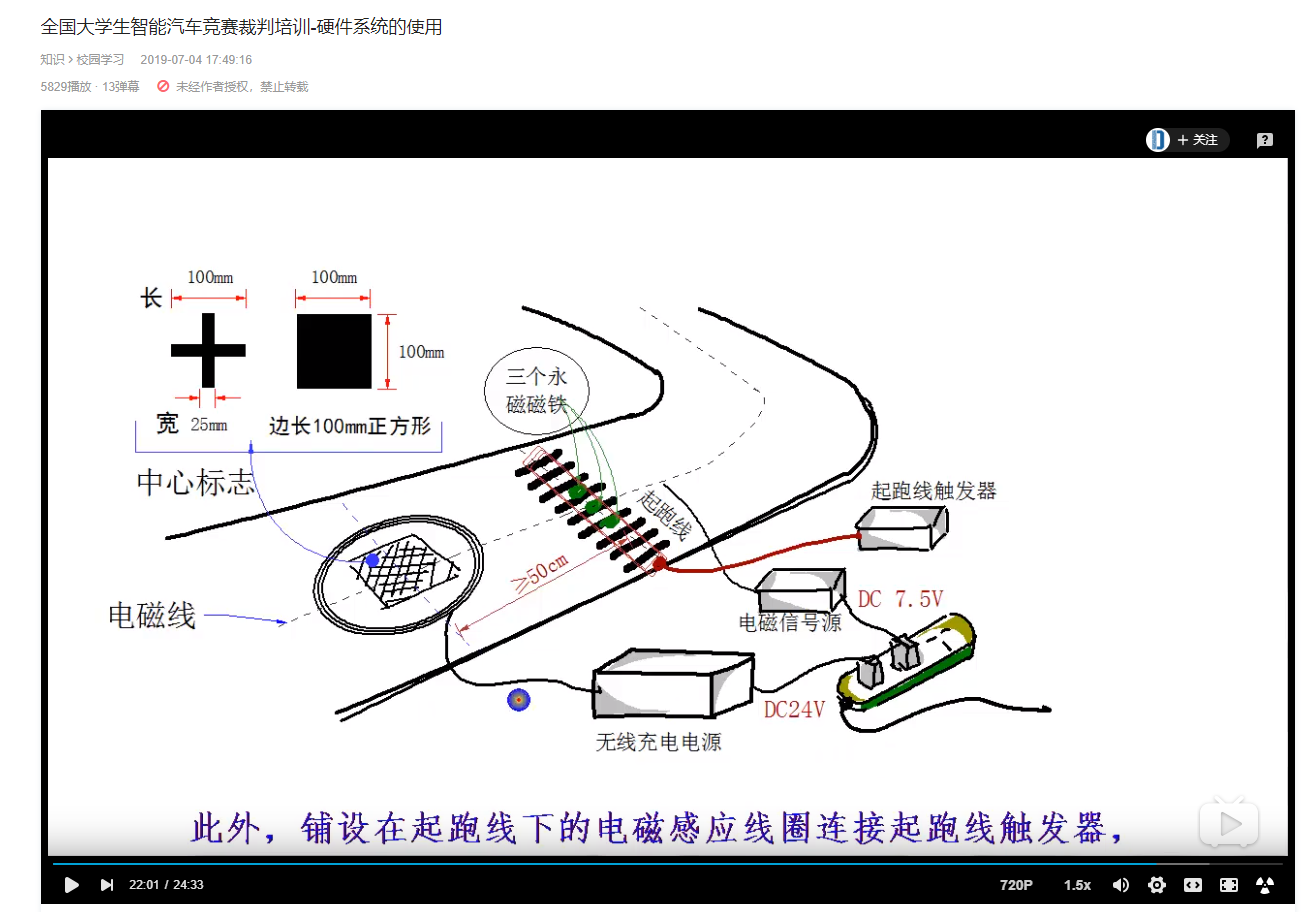 全国大学生智能汽车竞赛裁判培训-硬件系统的使用
知识 > 校园学习 2019-07-04 17:49:16
5829播放 · 13弹幕 未经作者授权，禁止转载
+ 关注
?
100mm
100mm
长
100mm
三个永
磁磁铁
宽 25mm
边长100mm正方形
中心标志
起跑线
起跑线触发器
≥50cm
电磁线
DC 7.5V
电磁信号源
DC24V
无线充电电源
此外，铺设在起跑线下的电磁感应线圈连接起跑线触发器，
22:01 / 24:33
720P
1.5x